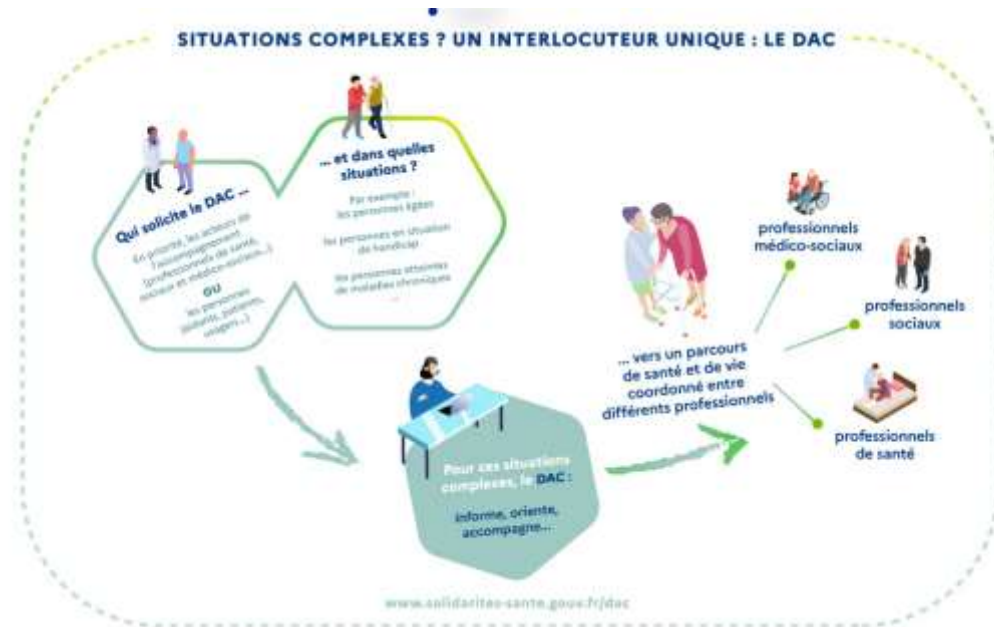 SITUATIONS COMPLEXES ? UN INTERLOCUTEUR UNIQUE : LE DAC
Qui solicite le DAC ...
En priorité, les acteurs de
l'accompagnement
(professionnels de santé,
sociaux et médico-sociaux...)
OU
les personnes
(aidants, patients,
usagers...)
... et dans quelles
situations ?
Par exemple :
les personnes âgées
les personnes en situation
de handicap
les personnes atteintes
de maladies chroniques
...
Pour ces situations
complexes, le DAC :
informe, oriente,
accompagne...
... vers un parcours
de santé et de vie
coordonné entre
différents professionnels
professionnels
médico-sociaux
professionnels
sociaux
professionnels
de santé
www.solidarites-sante.gouv.fr/dac